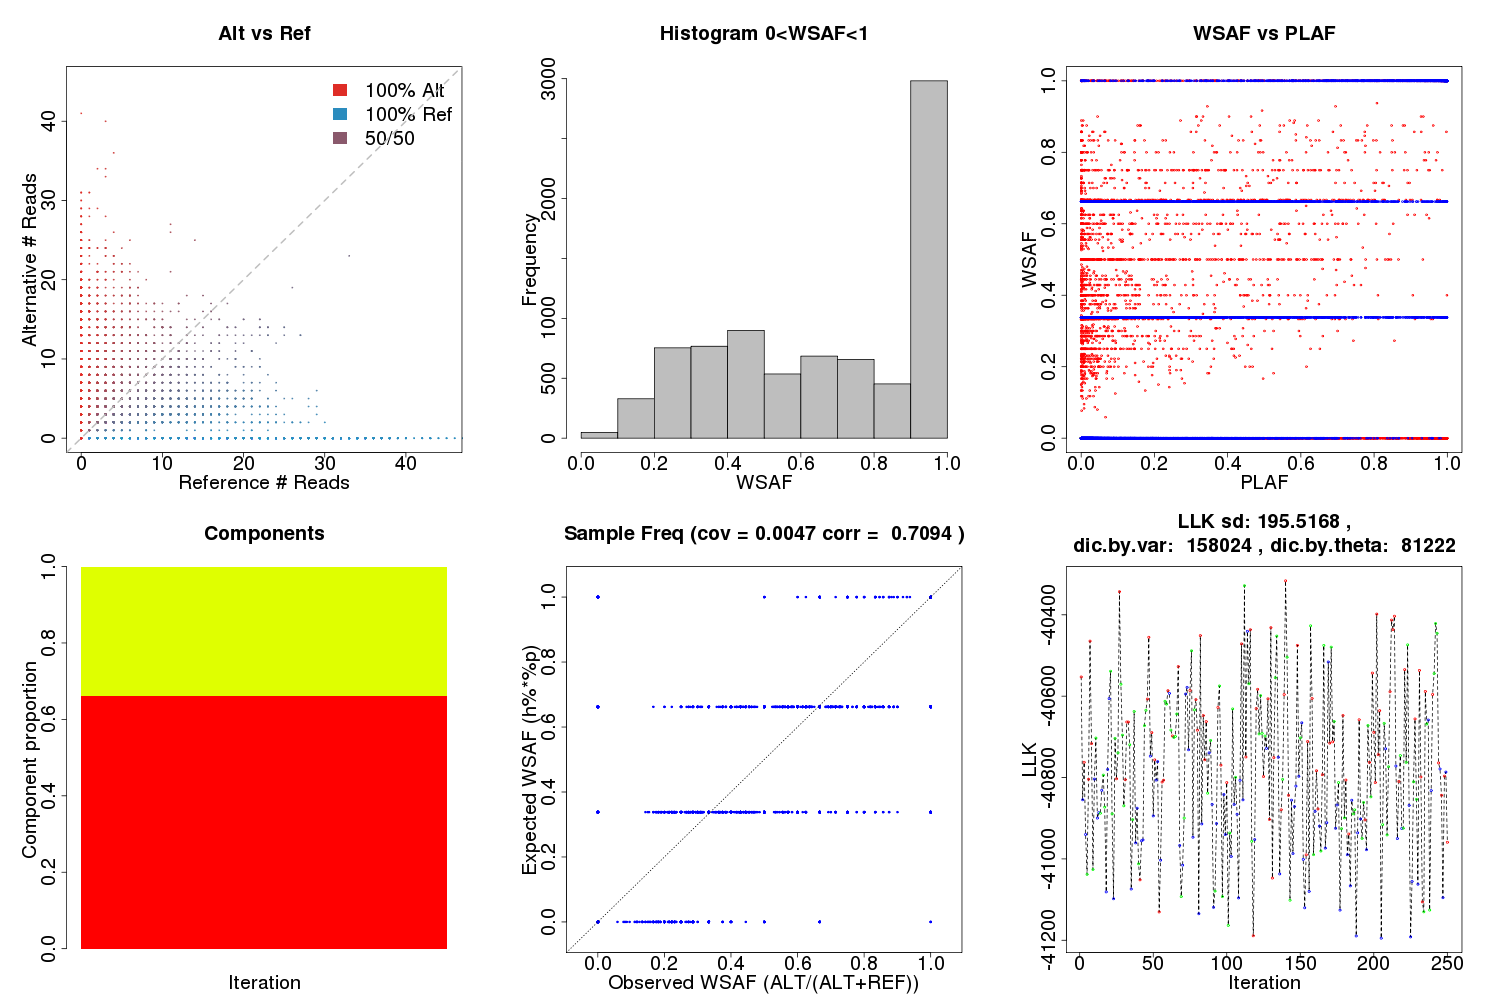 Alt vs Ref
100% Alt
100% Ref
50/50
Alternative # Reads
0 10 20 30 40
0 10 20 30 40
Reference # Reads
Histogram 0<WSAF<1
Frequency
0 500 1000 2000 3000
0.0 0.2 0.4 0.6 0.8 1.0
WSAF
WSAF vs PLAF
WSAF
0.0 0.2 0.4 0.6 0.8 1.0
0.0 0.2 0.4 0.6 0.8 1.0
PLAF
Components
Component proportion
0.0 0.2 0.4 0.6 0.8 1.0
Iteration
Sample Freq (cov = 0.0047 corr = 0.7094 )
Expected WSAF (h%*%p)
0.0 0.2 0.4 0.6 0.8 1.0
0.0 0.2 0.4 0.6 0.8 1.0
Observed WSAF (ALT/(ALT+REF))
LLK sd: 195.5168 ,
dic.by.var: 158024 , dic.by.theta: 81222
LLK
-41200 -41000 -40800 -40600 -40400
0 50 100 150 200 250
Iteration